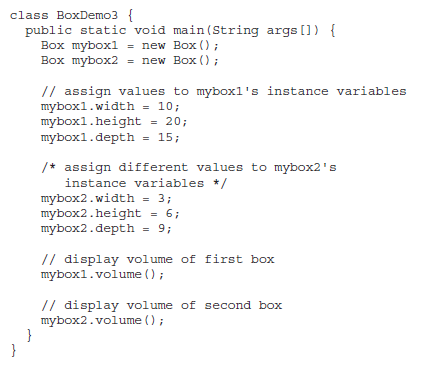 class BoxDemo3 {
  public static void main(String args[]) {
    Box mybox1 = new Box();
    Box mybox2 = new Box();

    // assign values to mybox1's instance variables
    mybox1.width = 10;
    mybox1.height = 20;
    mybox1.depth = 15;

    /* assign different values to mybox2's
       instance variables */
    mybox2.width = 3;
    mybox2.height = 6;
    mybox2.depth = 9;

    // display volume of first box
    mybox1.volume();

    // display volume of second box
    mybox2.volume();
  }
}